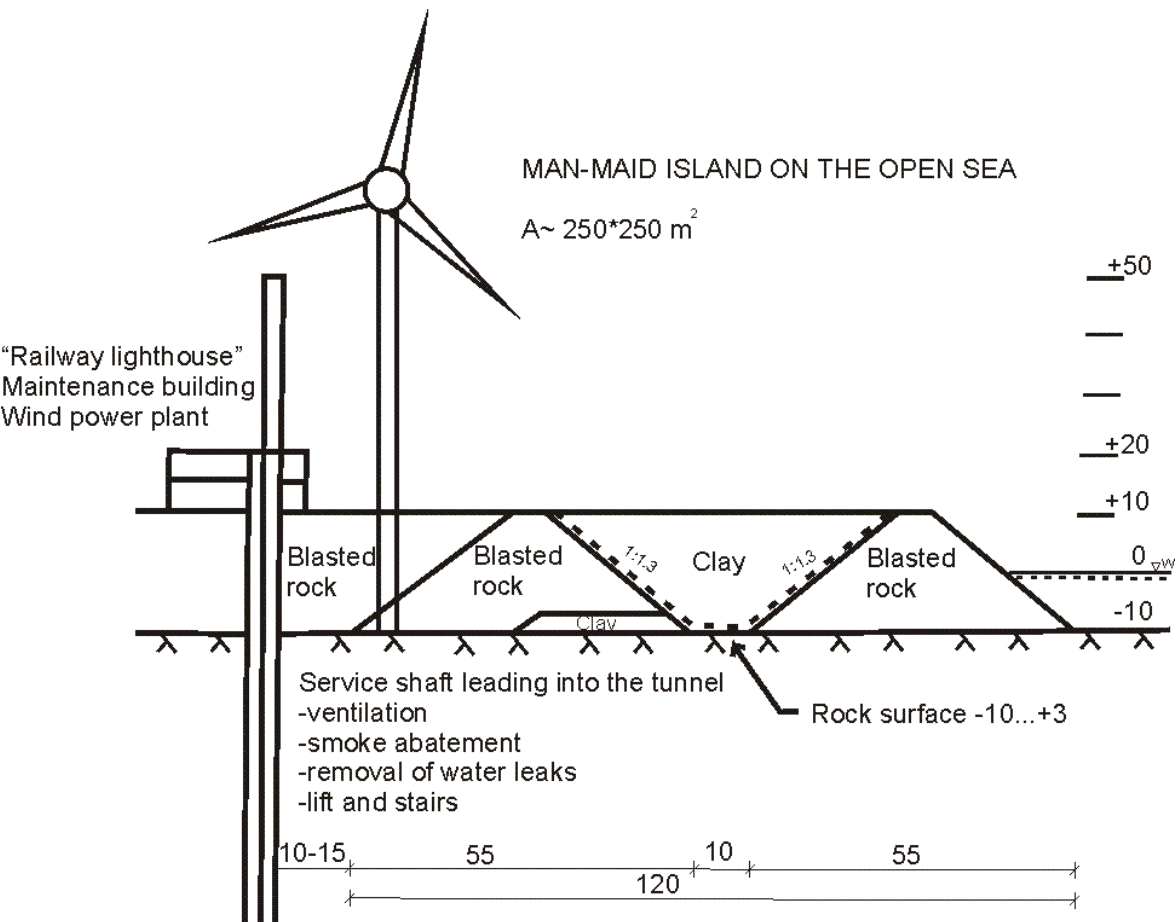 MAN-MAID ISLAND ON THE OPEN SEA
A~ 250*250 m²
+50
“Railway lighthouse”
Maintenance building
Wind power plant
+20
+10
Blasted
rock
Blasted
rock
1:1.3
Clay
1:1.3
Blasted
rock
0
w
-10
Clay
Service shaft leading into the tunnel
-ventilation
-smoke abatement
-removal of water leaks
-lift and stairs
Rock surface -10...+3
10-15
55
10
55
120